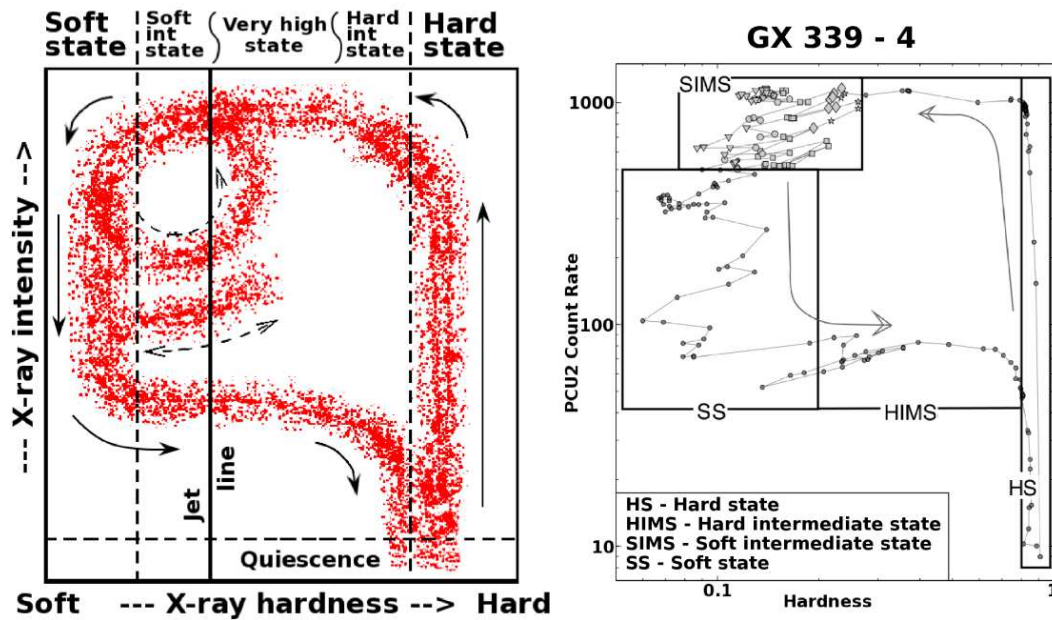 Soft
state
Soft
int
state
Very high
state
Hard
int
state
Hard
state
--- X-ray intensity -->
Jet
line
Quiescence
Soft --- X-ray hardness --> Hard
GX 339 - 4
PCU2 Count Rate
1000
100
10
SIMS
SS
HIMS
HS
HS - Hard state
HIMS - Hard intermediate state
SIMS - Soft intermediate state
SS - Soft state
0.1
1
Hardness